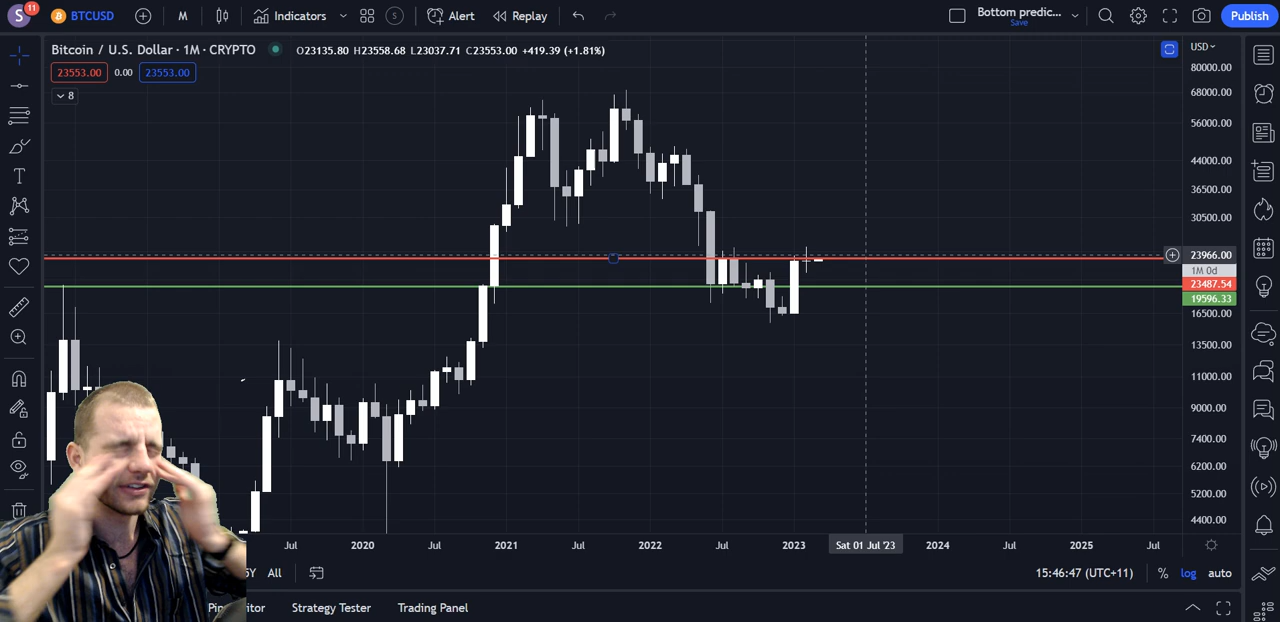 S 11 BTCUSD M Indicators S Alert Replay Bottom predic... Save Publish
Bitcoin / U.S. Dollar · 1M · CRYPTO O23135.80 H23558.68 L23037.71 C23553.00 +419.39 (+1.81%)
USD
23553.00 0.00 23553.00
8
80000.00
68000.00
56000.00
44000.00
36500.00
30500.00
23966.00
1M 0d
23487.54
19596.33
16500.00
13500.00
11000.00
9000.00
7400.00
6200.00
5200.00
4400.00
Jul 2020 Jul 2021 Jul 2022 Jul 2023 Sat 01 Jul '23 2024 Jul 2025 Jul
5Y All 15:46:47 (UTC+11) % log auto
Strategy Tester Trading Panel